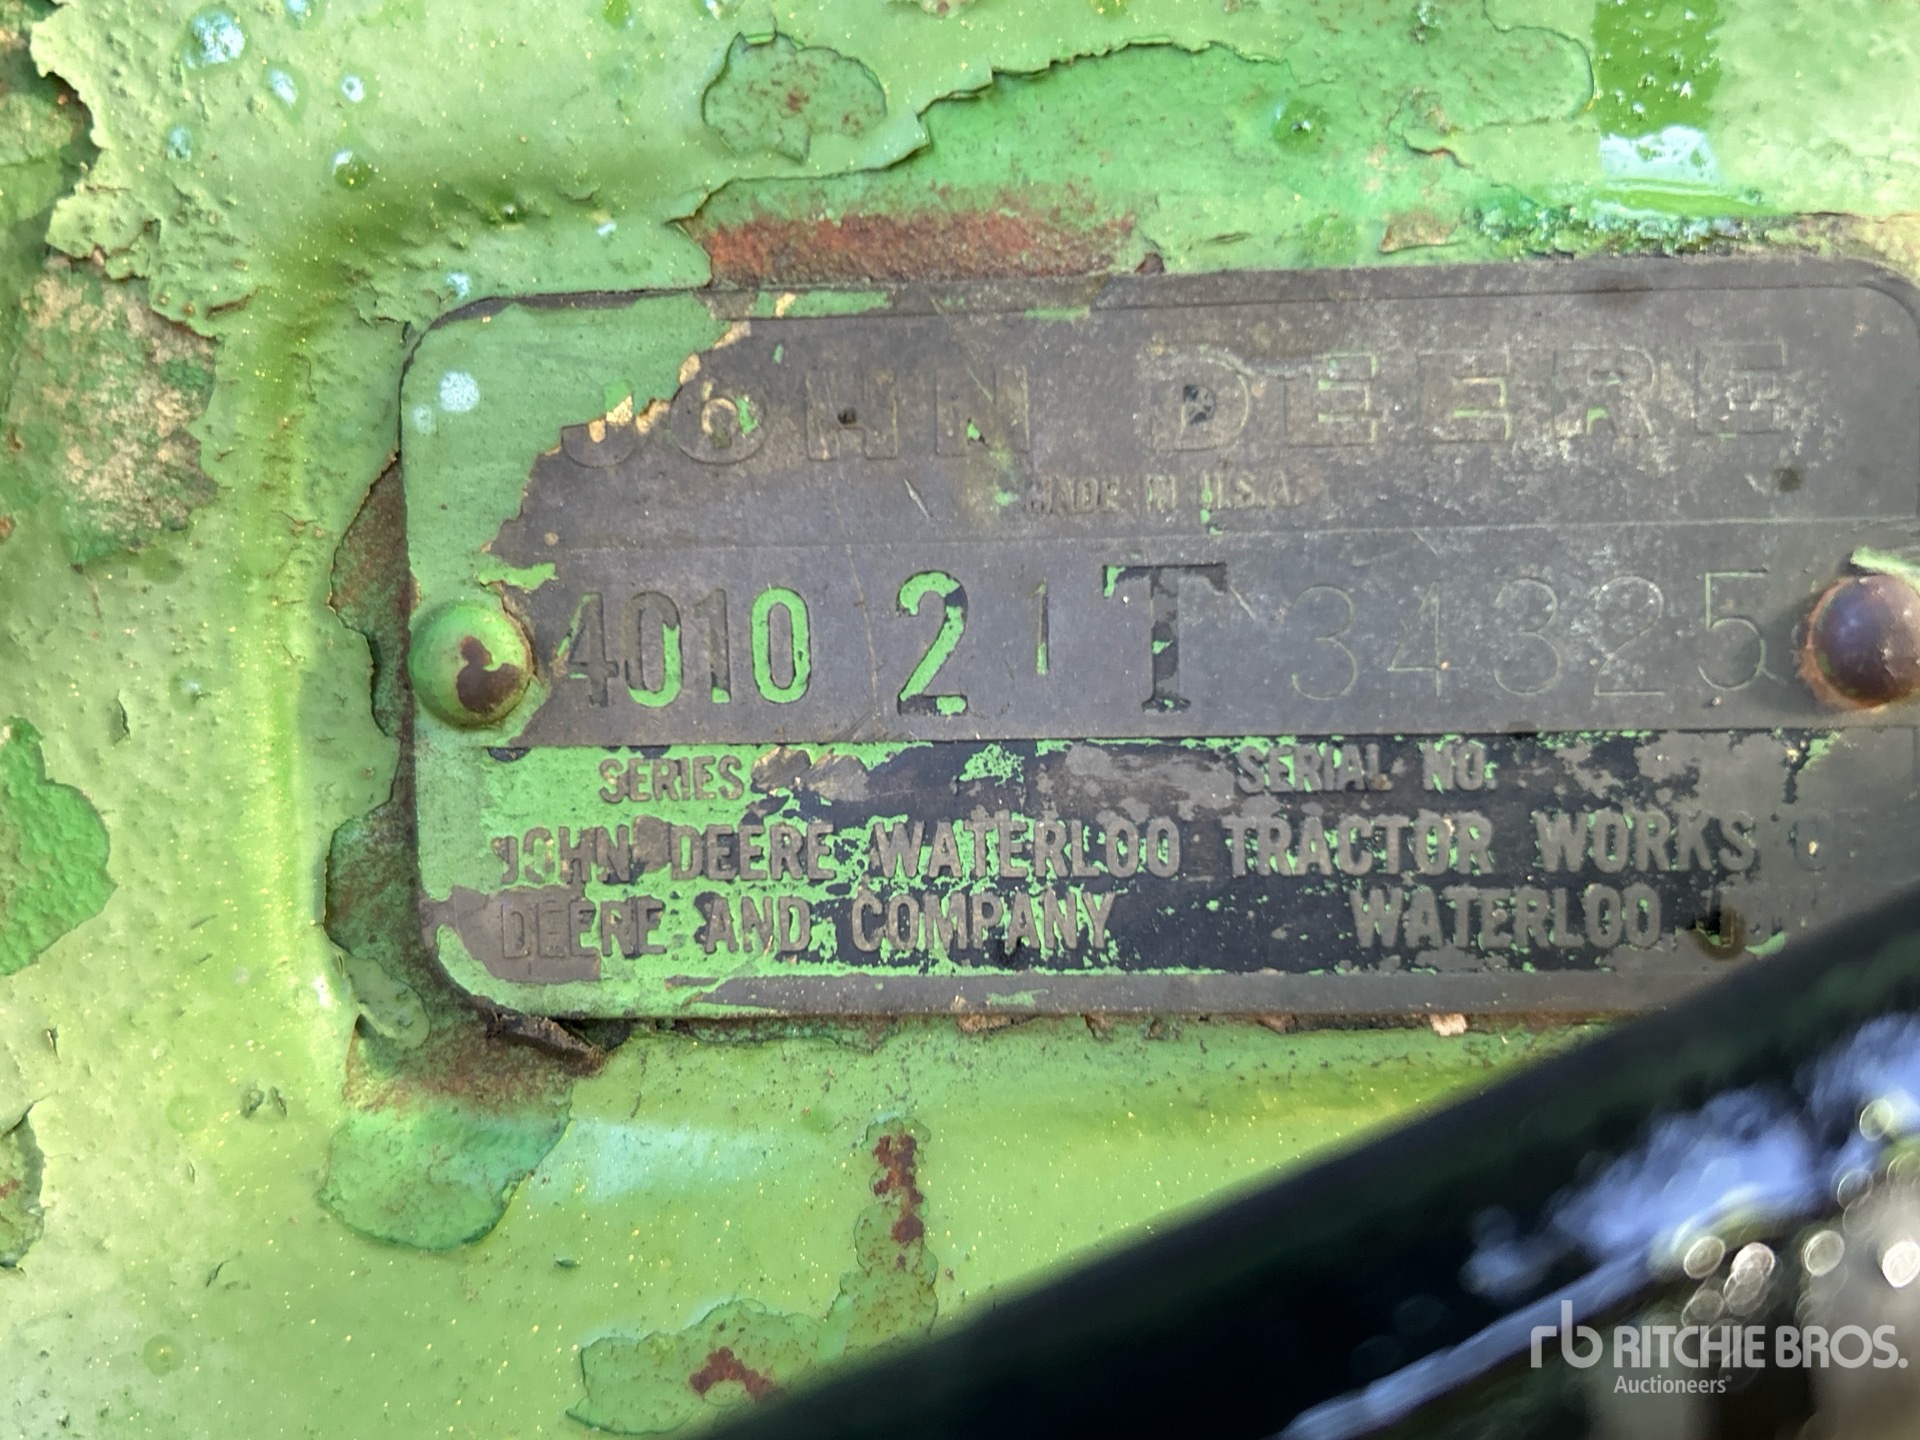 JOHN DEERE
MADE IN U.S.A.
4010 2 1 T 34325
SERIES SERIAL NO.
JOHN DEERE WATERLOO TRACTOR WORKS
DEERE AND COMPANY WATERLOO,
rb RITCHIE BROS.
Auctioneers